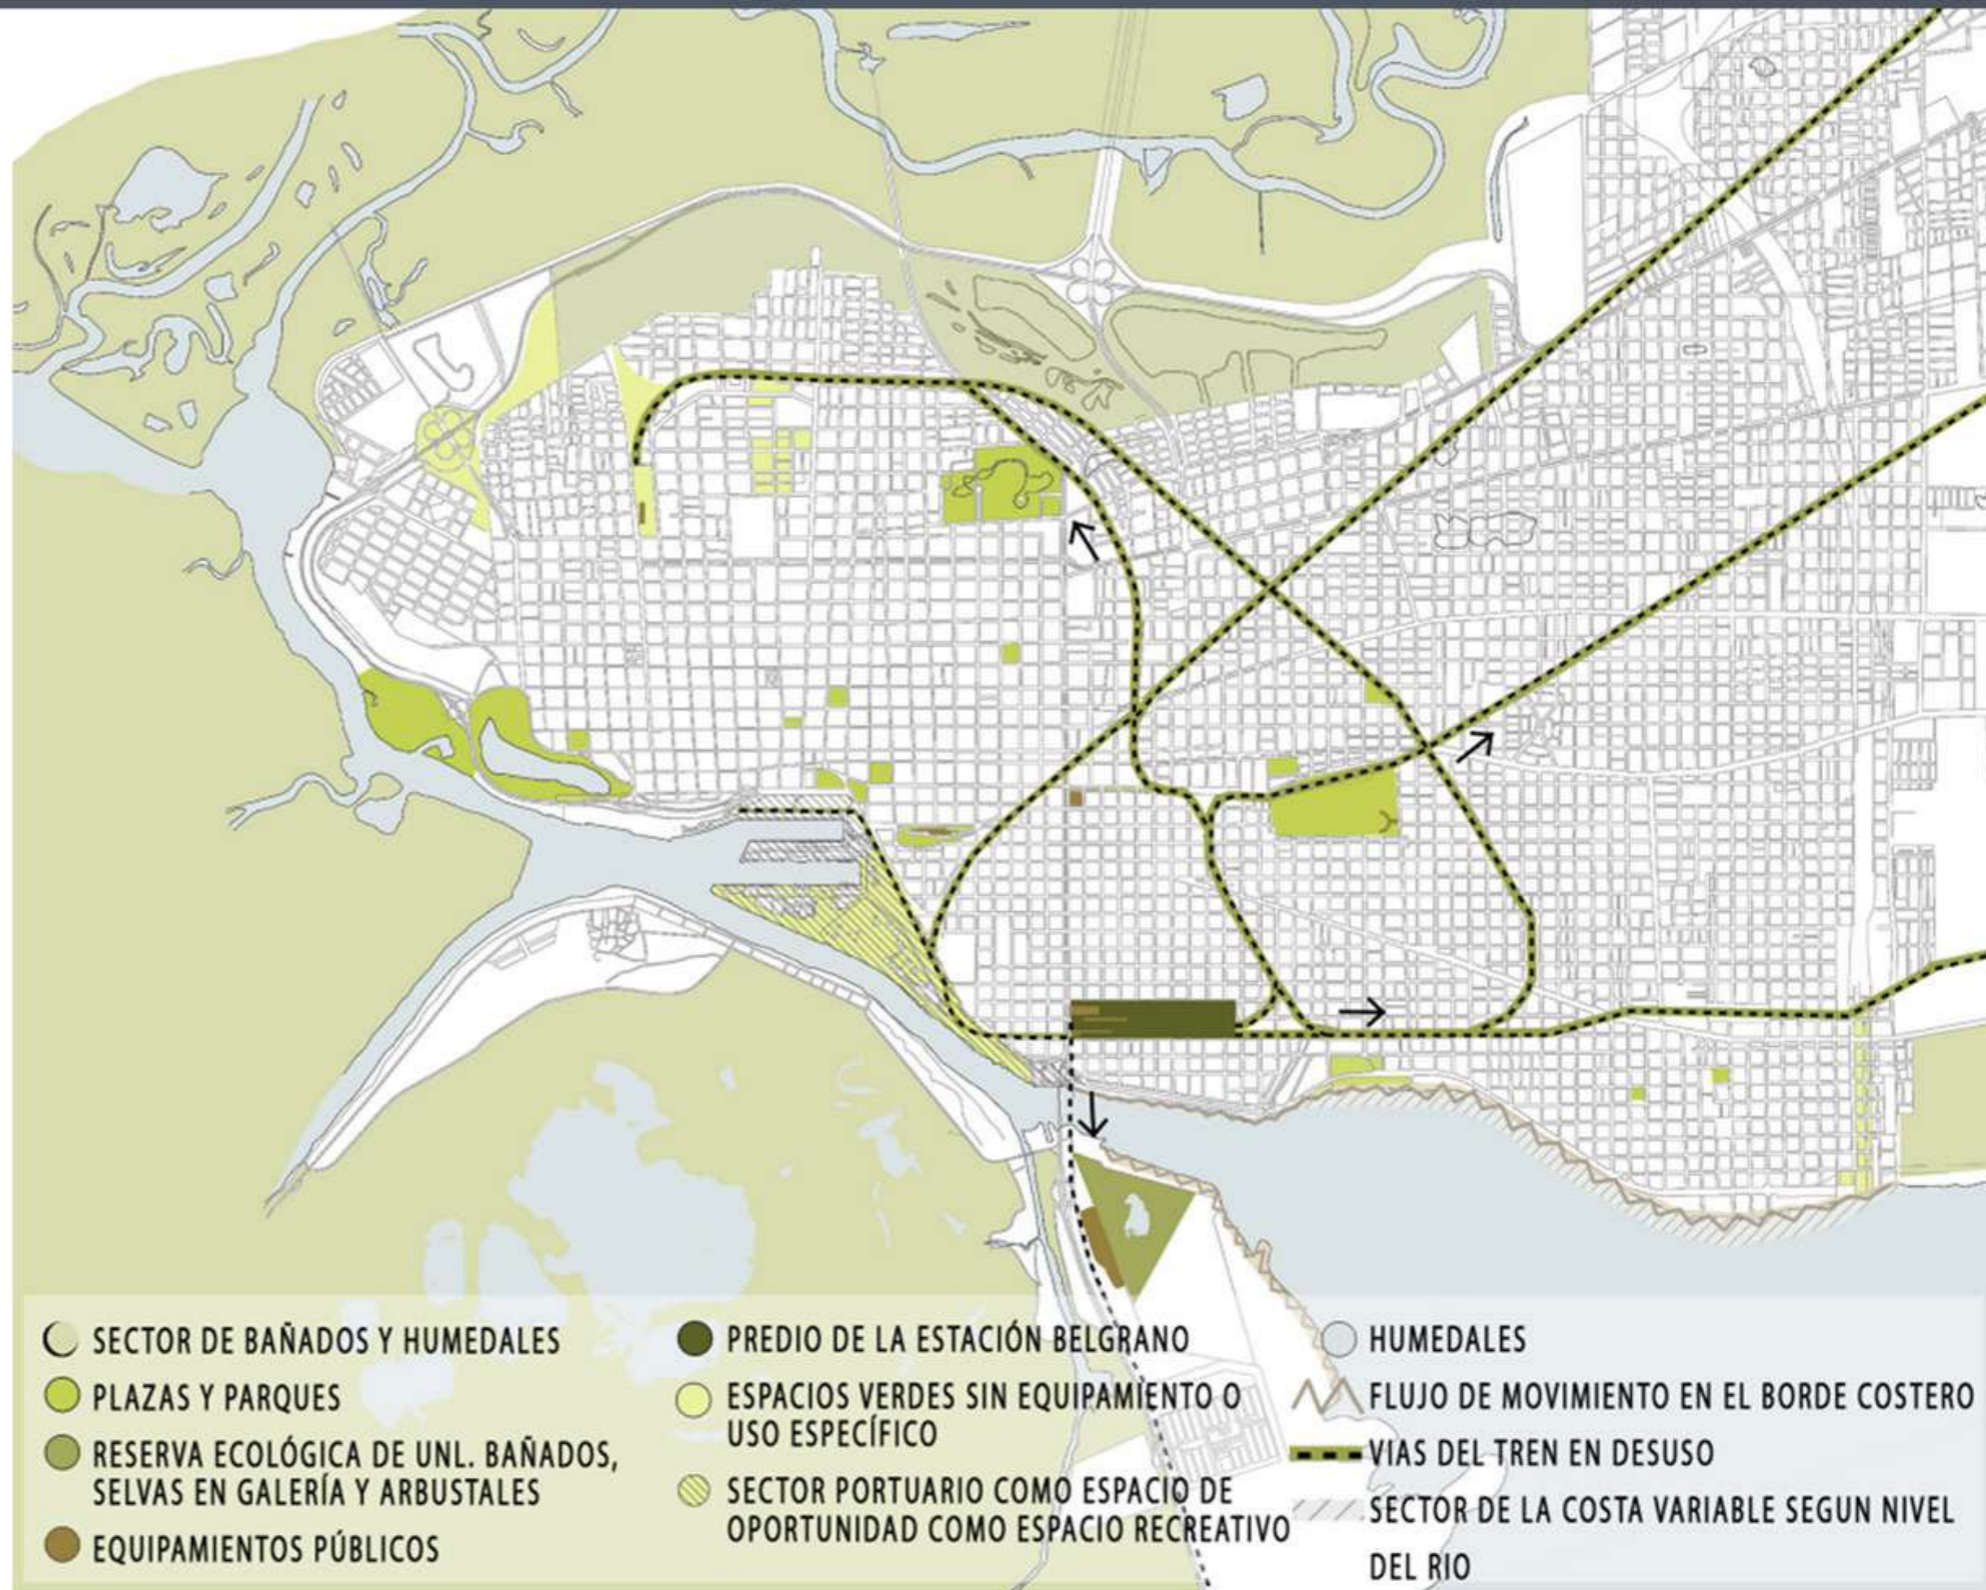 SECTOR DE BAÑADOS Y HUMEDALES
PLAZAS Y PARQUES
RESERVA ECOLÓGICA DE UNL. BAÑADOS,
SELVAS EN GALERÍA Y ARBUSTALES
EQUIPAMIENTOS PÚBLICOS
PREDIO DE LA ESTACIÓN BELGRANO
ESPACIOS VERDES SIN EQUIPAMIENTO O
USO ESPECÍFICO
SECTOR PORTUARIO COMO ESPACIO DE
OPORTUNIDAD COMO ESPACIO RECREATIVO
HUMEDALES
FLUJO DE MOVIMIENTO EN EL BORDE COSTERO
VIAS DEL TREN EN DESUSO
SECTOR DE LA COSTA VARIABLE SEGUN NIVEL
DEL RIO